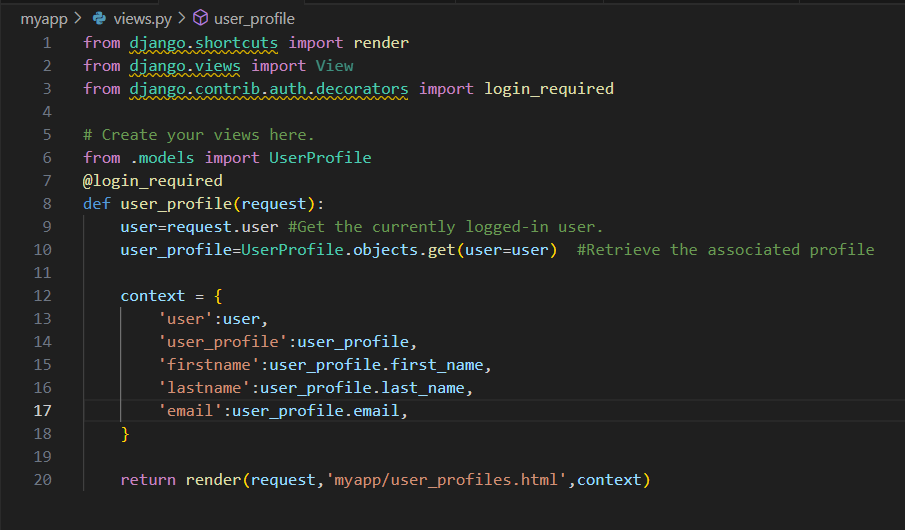 myapp > views.py > user_profile
1 from django.shortcuts import render
2 from django.views import View
3 from django.contrib.auth.decorators import login_required
4
5 # Create your views here.
6 from .models import UserProfile
7 @login_required
8 def user_profile(request):
9     user=request.user #Get the currently logged-in user.
10     user_profile=UserProfile.objects.get(user=user)  #Retrieve the associated profile
11
12     context = {
13         'user':user,
14         'user_profile':user_profile,
15         'firstname':user_profile.first_name,
16         'lastname':user_profile.last_name,
17         'email':user_profile.email,
18     }
19
20     return render(request,'myapp/user_profiles.html',context)